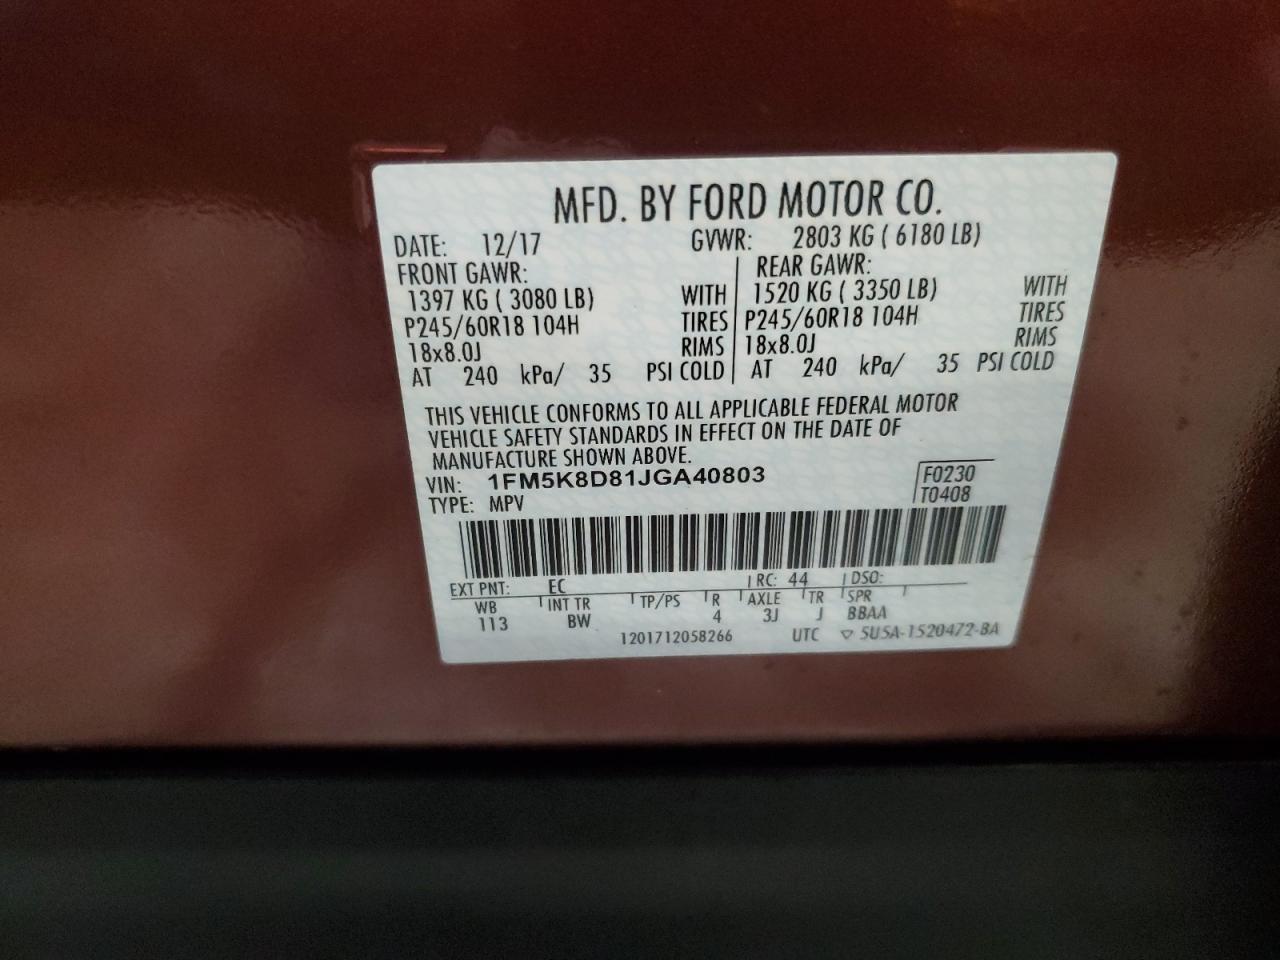 MFD. BY FORD MOTOR CO.
DATE: 12/17 GVWR: 2803 KG ( 6180 LB)
FRONT GAWR: REAR GAWR:
1397 KG ( 3080 LB) WITH 1520 KG ( 3350 LB) WITH
P245/60R18 104H TIRES P245/60R18 104H TIRES
18x8.0J RIMS 18x8.0J RIMS
AT 240 kPa/ 35 PSI COLD AT 240 kPa/ 35 PSI COLD
THIS VEHICLE CONFORMS TO ALL APPLICABLE FEDERAL MOTOR
VEHICLE SAFETY STANDARDS IN EFFECT ON THE DATE OF
MANUFACTURE SHOWN ABOVE.
VIN: 1FM5K8D81JGA40803 F0230
TYPE: MPV T0408
EXT PNT: EC RC: 44 DSO:
WB INT TR TP/PS R AXLE TR SPR
113 BW 4 3J J BBAA
1201712058266 UTC ▽ 5U5A-1520472-BA